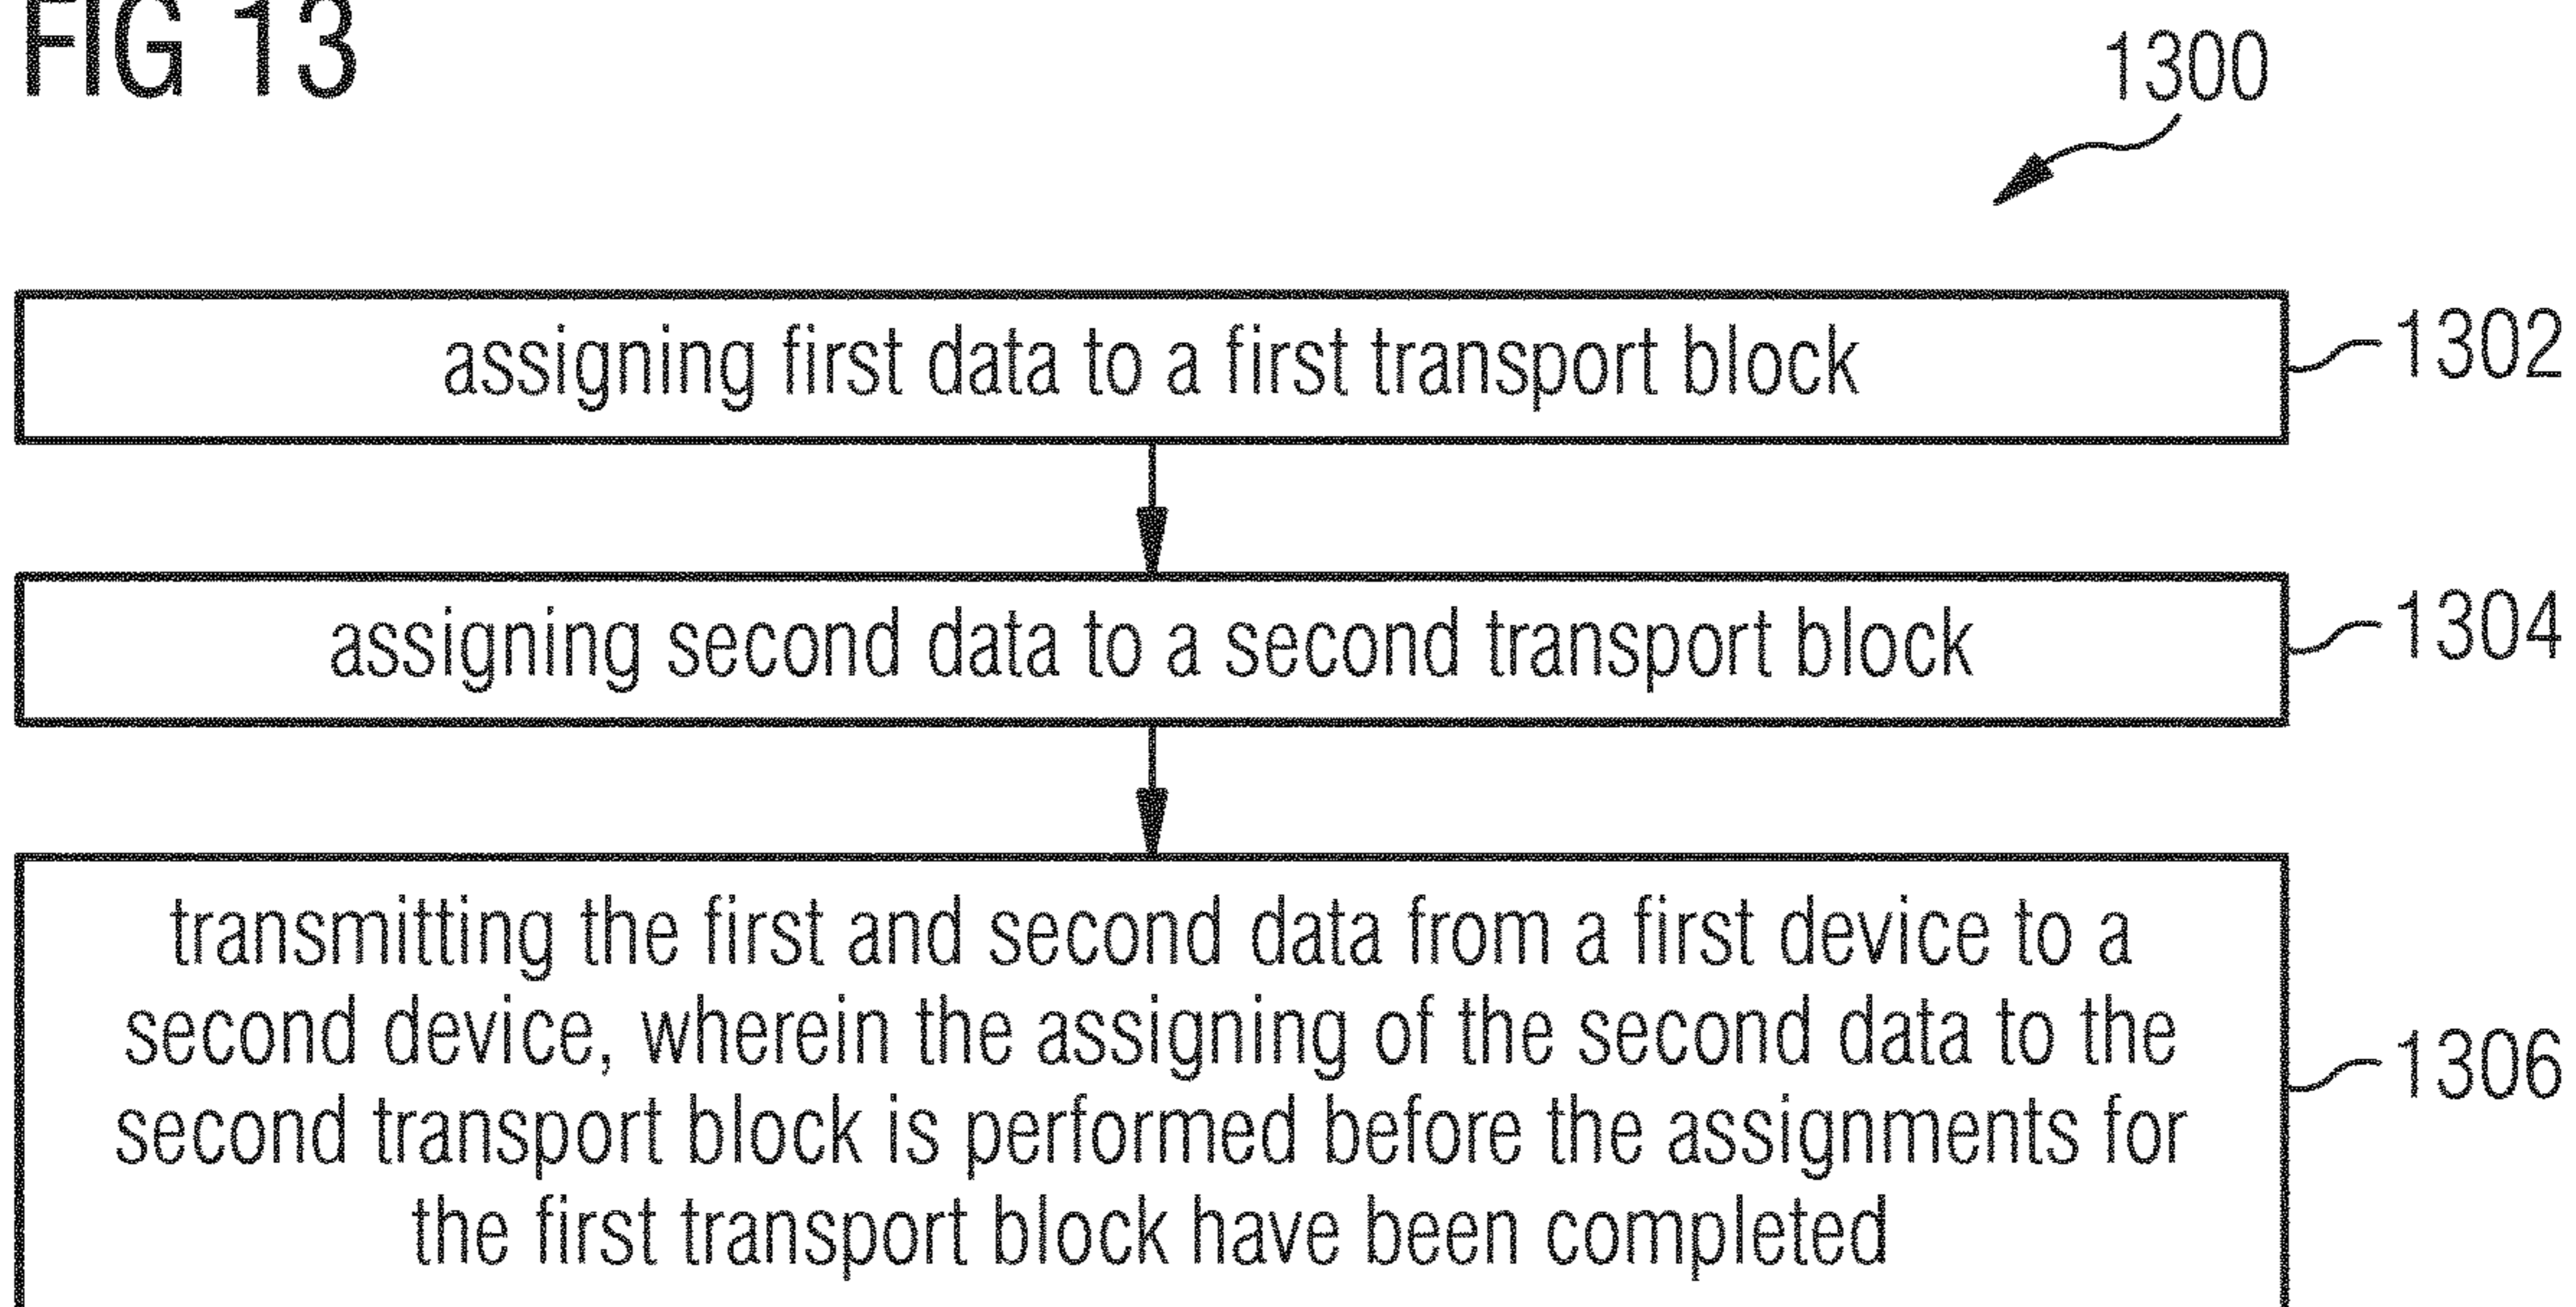 FIG 13
1300
assigning first data to a first transport block
1302
assigning second data to a second transport block
1304
transmitting the first and second data from a first device to a
second device, wherein the assigning of the second data to the
second transport block is performed before the assignments for
the first transport block have been completed
1306